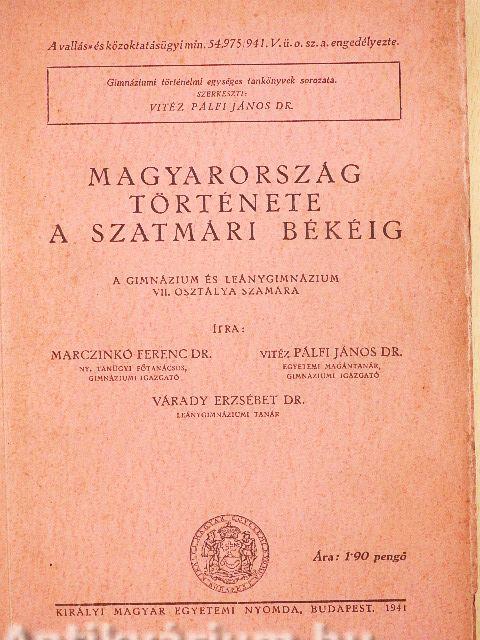 A vallás- és közoktatásügyi min. 54.975/941. V. ü. o. sz. a. engedélyezte.
Gimnáziumi történelmi egységes tankönyvek sorozata.
SZERKESZTI:
VITÉZ PÁLFI JÁNOS DR.
MAGYARORSZÁG
TÖRTÉNETE
A SZATMÁRI BÉKÉIG
A GIMNÁZIUM ÉS LEÁNYGIMNÁZIUM
VII. OSZTÁLYA SZÁMÁRA
ÍRTA:
MARCZINKÓ FERENC DR.
NY. TANÜGYI FŐTANÁCSOS,
GIMNÁZIUMI IGAZGATÓ
VITÉZ PÁLFI JÁNOS DR.
EGYETEMI MAGÁNTANÁR,
GIMNÁZIUMI IGAZGATÓ
VÁRADY ERZSÉBET DR.
LEÁNYGIMNÁZIUMI TANÁR
Ára: 1·90 pengő
KIRÁLYI MAGYAR EGYETEMI NYOMDA, BUDAPEST, 1941
Antikvárium.hu